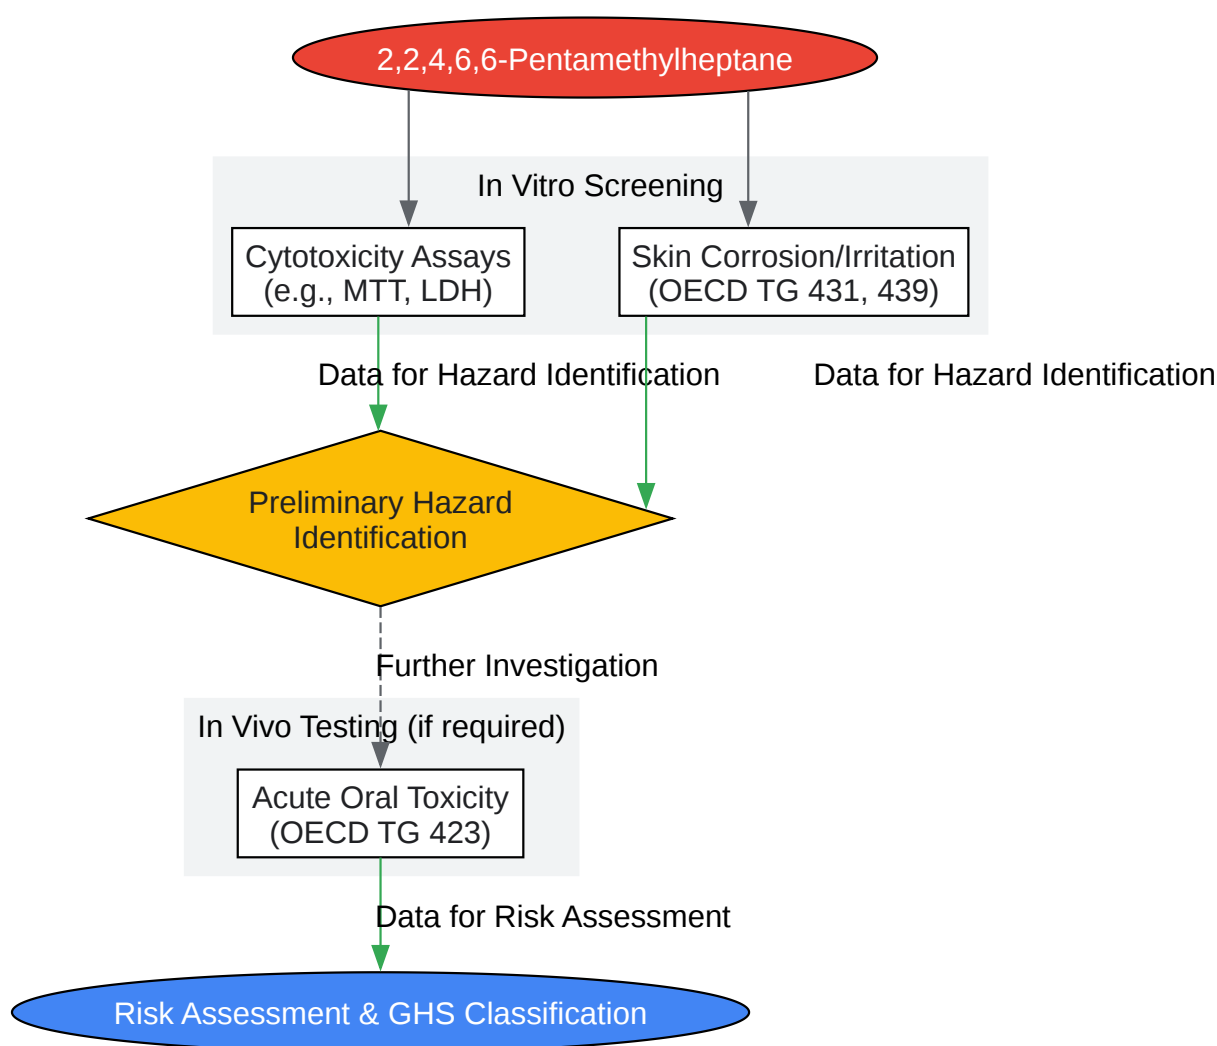 2,2,4,6,6-Pentamethylheptane
In Vitro Screening
Cytotoxicity Assays
(e.g., MTT, LDH)
Skin Corrosion/Irritation
(OECD TG 431, 439)
Data for Hazard Identification
Data for Hazard Identification
Preliminary Hazard
Identification
Further Investigation
In Vivo Testing (if required)
Acute Oral Toxicity
(OECD TG 423)
Data for Risk Assessment
Risk Assessment & GHS Classification